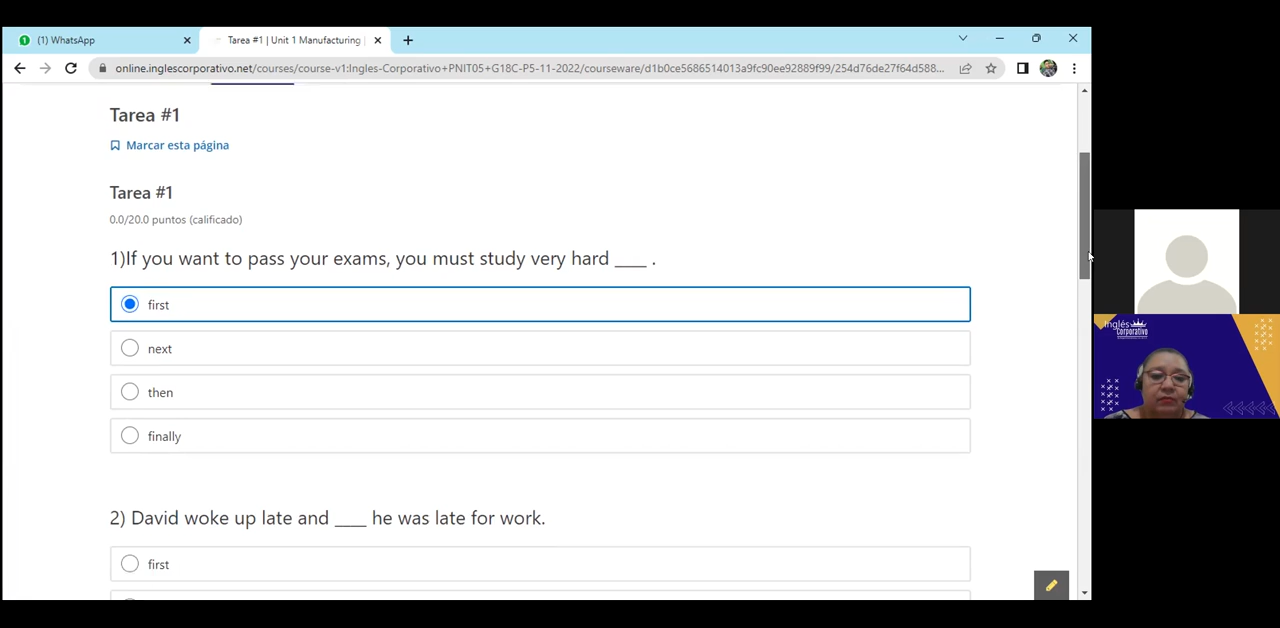 (1) WhatsApp
Tarea #1 | Unit 1 Manufacturing |
online.inglescorporativo.net/courses/course-v1:Ingles-Corporativo+PNIT05+G18C-P5-11-2022/courseware/d1b0ce5686514013a9fc90ee92889f99/254d76de27f64d588...
Tarea #1
Marcar esta página
Tarea #1
0.0/20.0 puntos (calificado)
1)If you want to pass your exams, you must study very hard ____ .
first
next
then
finally
2) David woke up late and ____ he was late for work.
first
Inglés
Corporativo